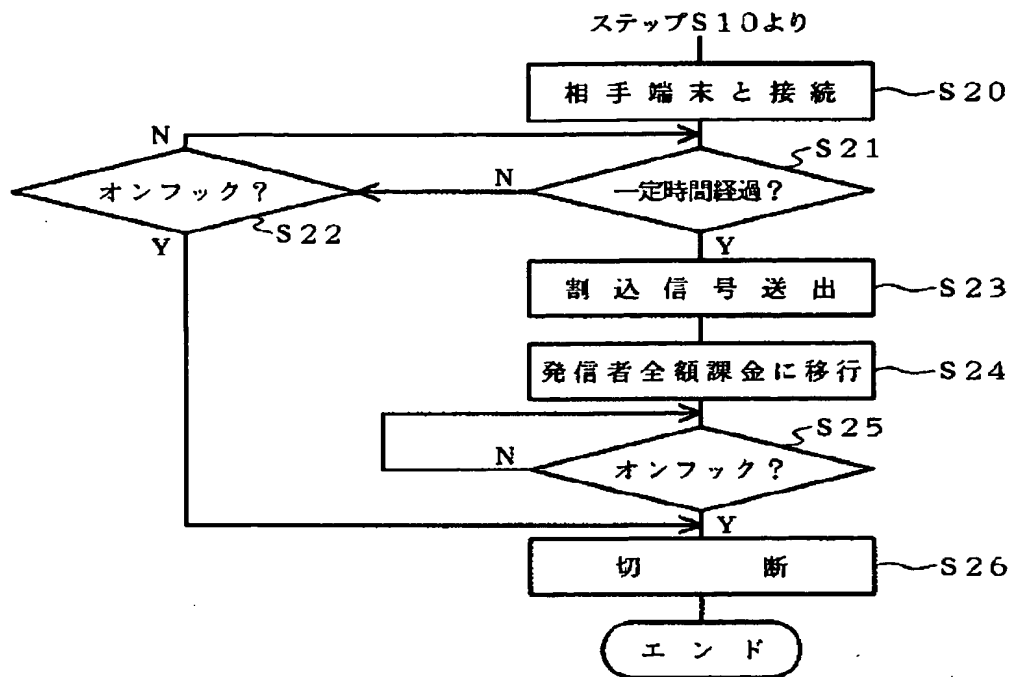 ステップS10より
相手端末と接続
S20
N
S21
オンフック?
N
一定時間経過?
S22
Y
Y
割込信号送出
S23
発信者全額課金に移行
S24
S25
N
オンフック?
Y
切断
S26
エンド